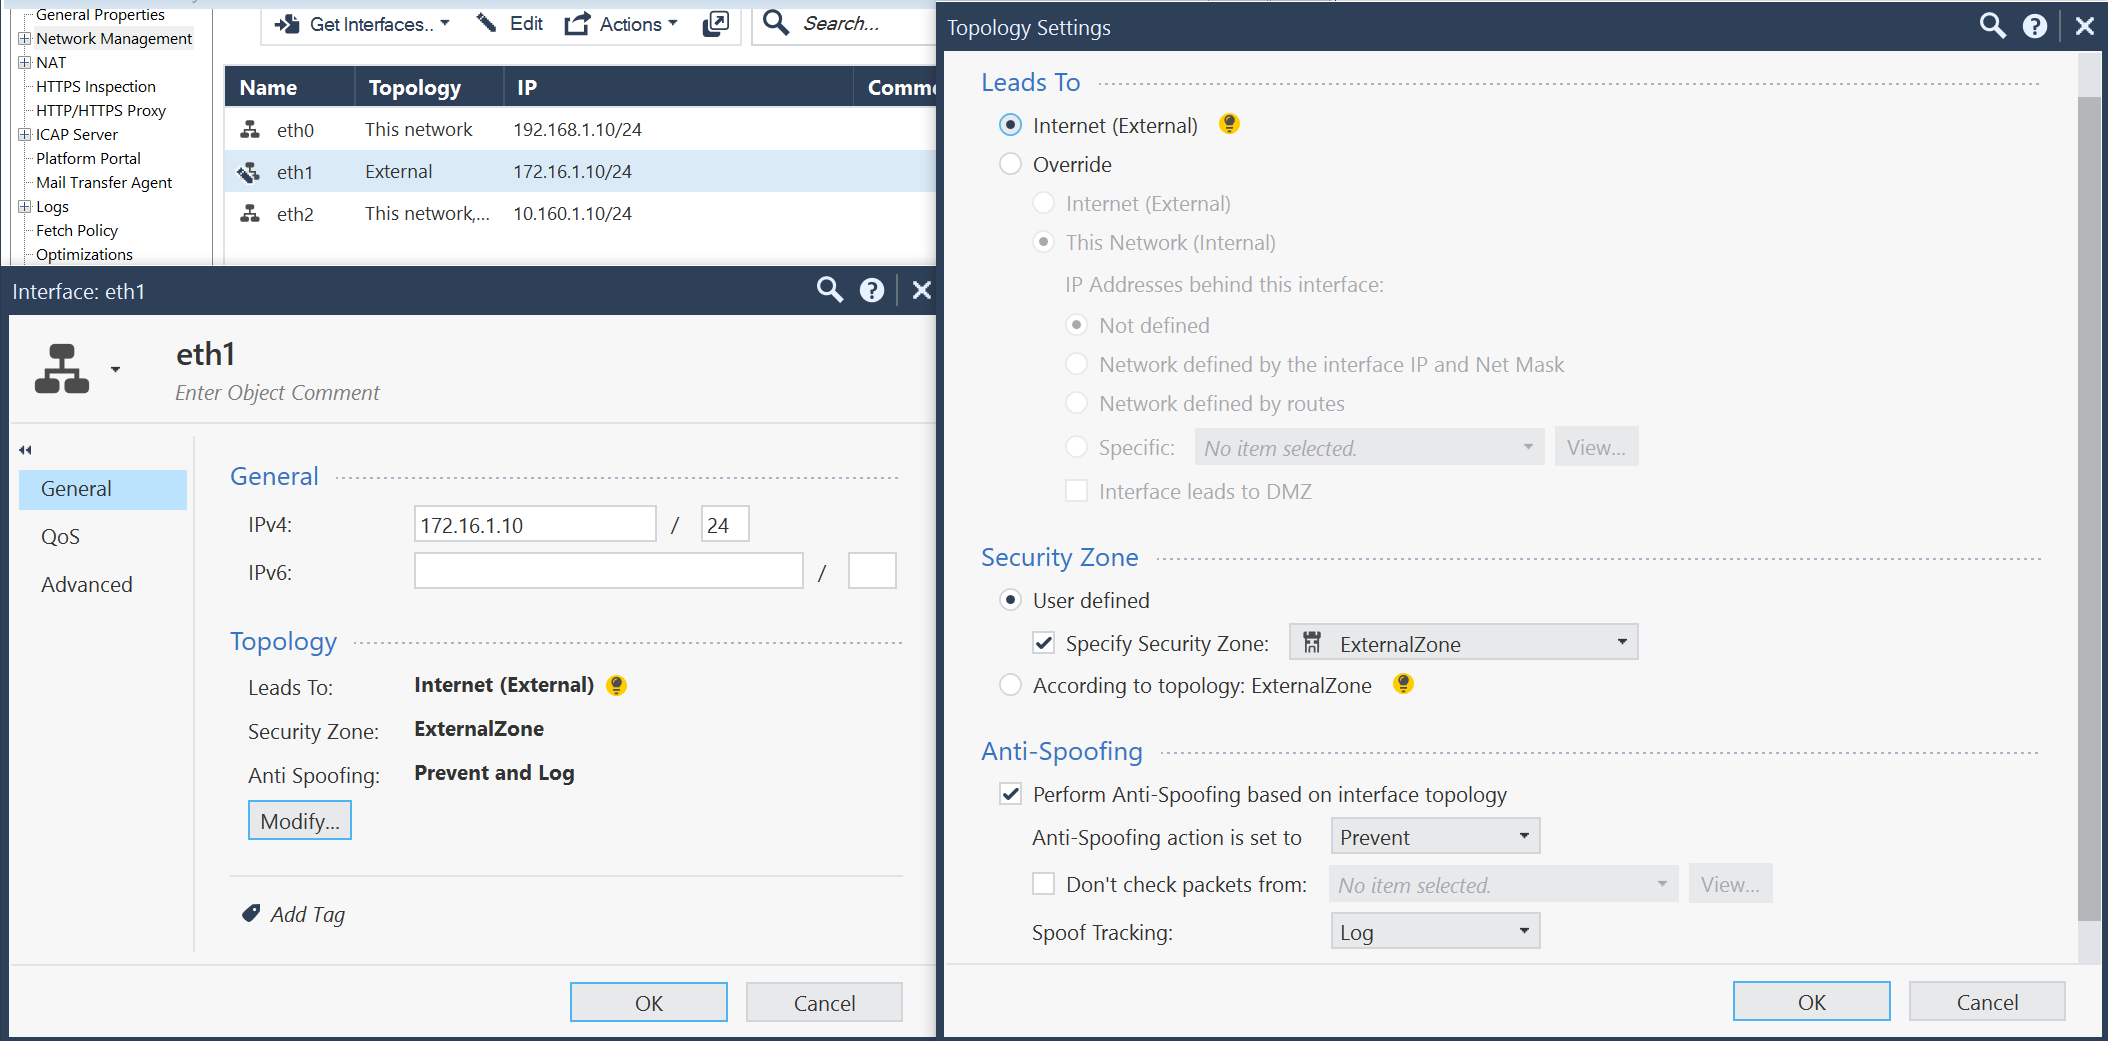 General Properties
Network Management
NAT
HTTPS Inspection
HTTP/HTTPS Proxy
ICAP Server
Platform Portal
Mail Transfer Agent
Logs
Fetch Policy
Optimizations
Get Interfaces.. Edit Actions Search...
Name Topology IP Comme
eth0 This network 192.168.1.10/24
eth1 External 172.16.1.10/24
eth2 This network,... 10.160.1.10/24
Interface: eth1
eth1
Enter Object Comment
General
QoS
Advanced
General
IPv4: 172.16.1.10 / 24
IPv6: /
Topology
Leads To: Internet (External)
Security Zone: ExternalZone
Anti Spoofing: Prevent and Log
Modify...
Add Tag
OK Cancel
Topology Settings
Leads To
Internet (External)
Override
Internet (External)
This Network (Internal)
IP Addresses behind this interface:
Not defined
Network defined by the interface IP and Net Mask
Network defined by routes
Specific: No item selected. View...
Interface leads to DMZ
Security Zone
User defined
Specify Security Zone: ExternalZone
According to topology: ExternalZone
Anti-Spoofing
Perform Anti-Spoofing based on interface topology
Anti-Spoofing action is set to Prevent
Don't check packets from: No item selected. View...
Spoof Tracking: Log
OK Cancel